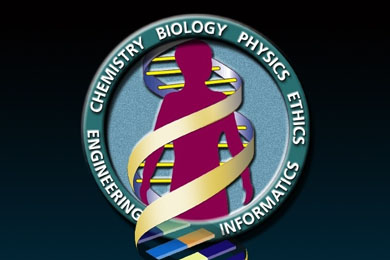 CHEMISTRY BIOLOGY PHYSICS ETHICS
INFORMATICS
ENGINEERING